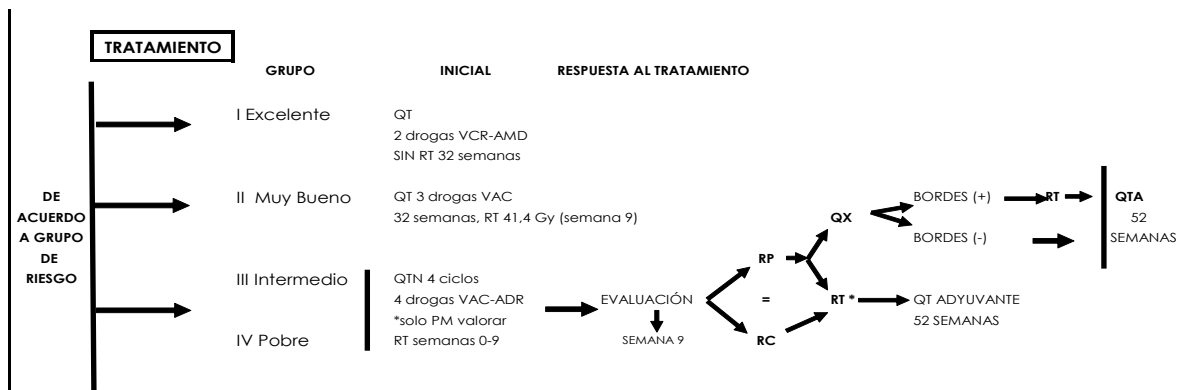 TRATAMIENTO
GRUPO INICIAL RESPUESTA AL TRATAMIENTO
I Excelente
QT
2 drogas VCR-AMD
SIN RT 32 semanas
DE
ACUERDO
A GRUPO
DE
RIESGO
II Muy Bueno
QT 3 drogas VAC
32 semanas, RT 41,4 Gy (semana 9)
III Intermedio
IV Pobre
QTN 4 ciclos
4 drogas VAC-ADR
*solo PM valorar
RT semanas 0-9
EVALUACIÓN
SEMANA 9
RP
=
RC
QX
RT *
BORDES (+)
RT
BORDES (-)
QTA
52
SEMANAS
QT ADYUVANTE
52 SEMANAS